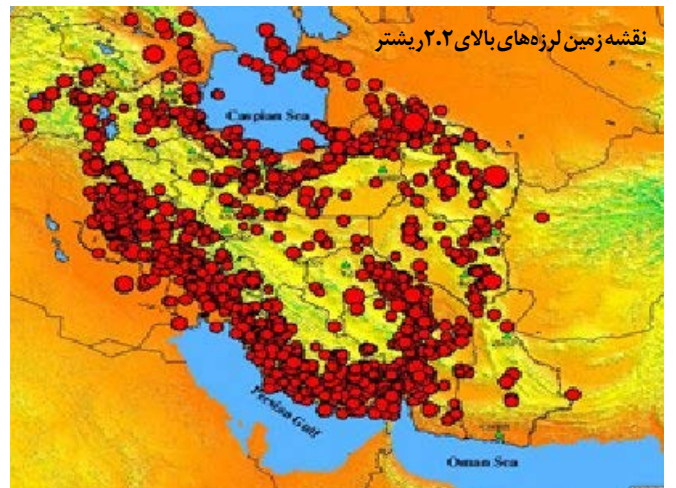 نقشه زمین لرزه‌های بالای ۲.۲ ریشتر
Caspian Sea
Persian Gulf
Oman Sea